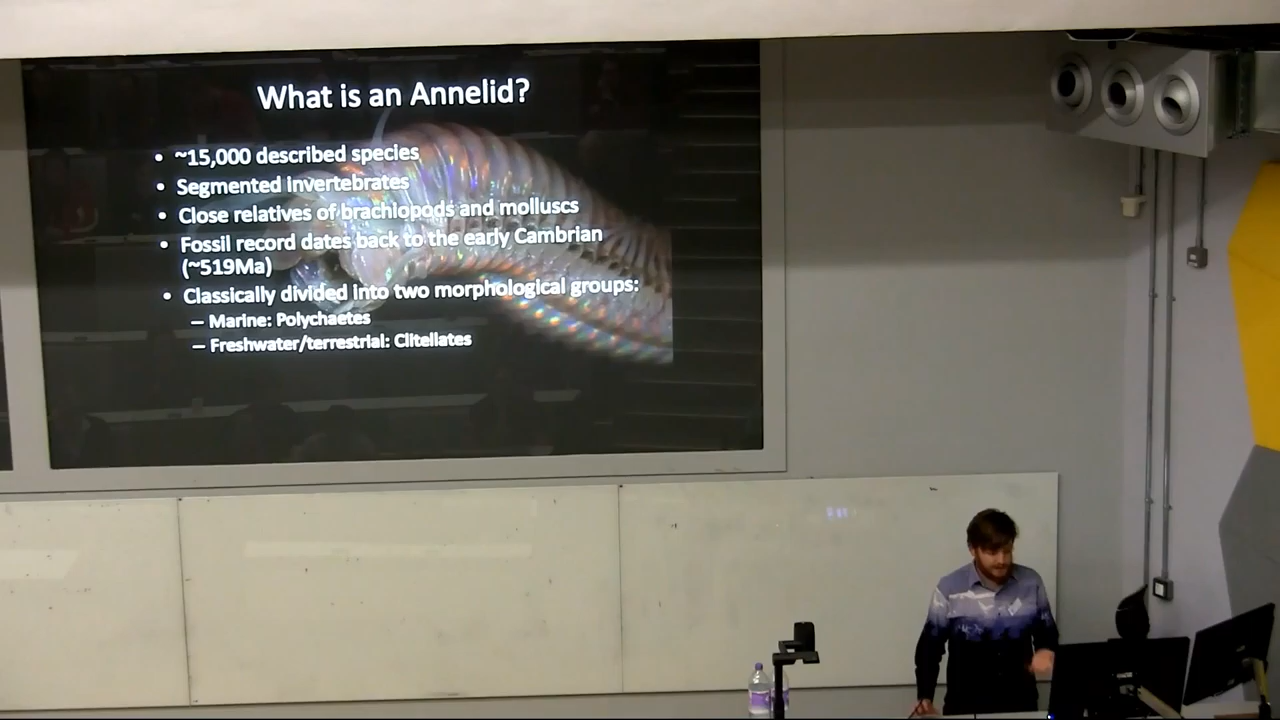 What is an Annelid?
• ~15,000 described species
• Segmented invertebrates
• Close relatives of brachiopods and molluscs
• Fossil record dates back to the early Cambrian
(~519Ma)
• Classically divided into two morphological groups:
– Marine: Polychaetes
– Freshwater/terrestrial: Clitellates